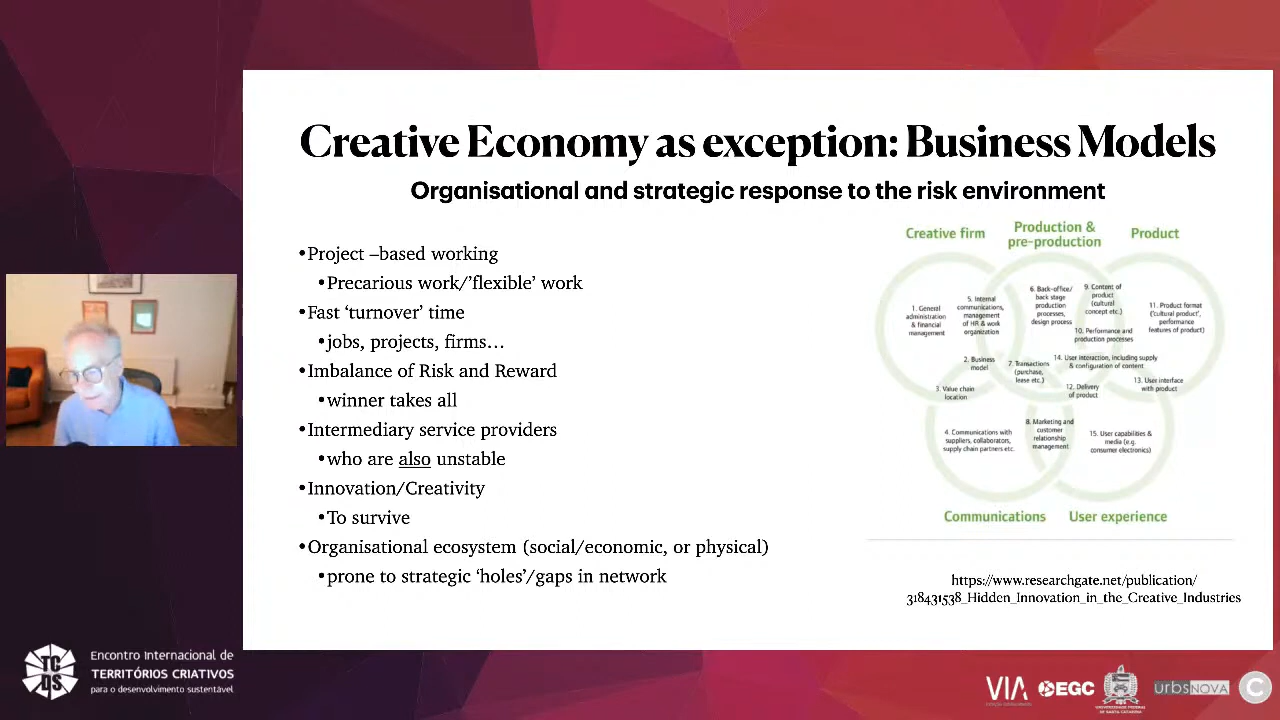 Creative Economy as exception: Business Models
Organisational and strategic response to the risk environment
•Project –based working
•Precarious work/’flexible’ work
•Fast ‘turnover’ time
•jobs, projects, firms…
•Imbalance of Risk and Reward
•winner takes all
•Intermediary service providers
•who are also unstable
•Innovation/Creativity
•To survive
•Organisational ecosystem (social/economic, or physical)
•prone to strategic ‘holes’/gaps in network
Creative firm
Production &
pre-production
Product
1. General
administration
& financial
management
5. Internal
communications,
management
of HR & work
organization
6. Back-office/
back stage
production
processes,
design process
9. Content of
product
(cultural
concept etc.)
10. Performance and
production processes
11. Product format
('cultural product',
performance
features of product)
2. Business
model
7. Transactions
(purchase,
lease etc.)
14. User interaction, including supply
& configuration of content
3. Value chain
location
12. Delivery
of product
13. User interface
with product
4. Communications with
suppliers, collaborators,
supply chain partners etc.
8. Marketing and
customer
relationship
management
15. User capabilities &
media (e.g.
consumer electronics)
Communications
User experience
https://www.researchgate.net/publication/
318431538_Hidden_Innovation_in_the_Creative_Industries
TC
DS
Encontro Internacional de
TERRITÓRIOS CRIATIVOS
para o desenvolvimento sustentável
VIA
EGC
UNIVERSIDADE FEDERAL
DE SANTA CATARINA
urbsNOVA
C